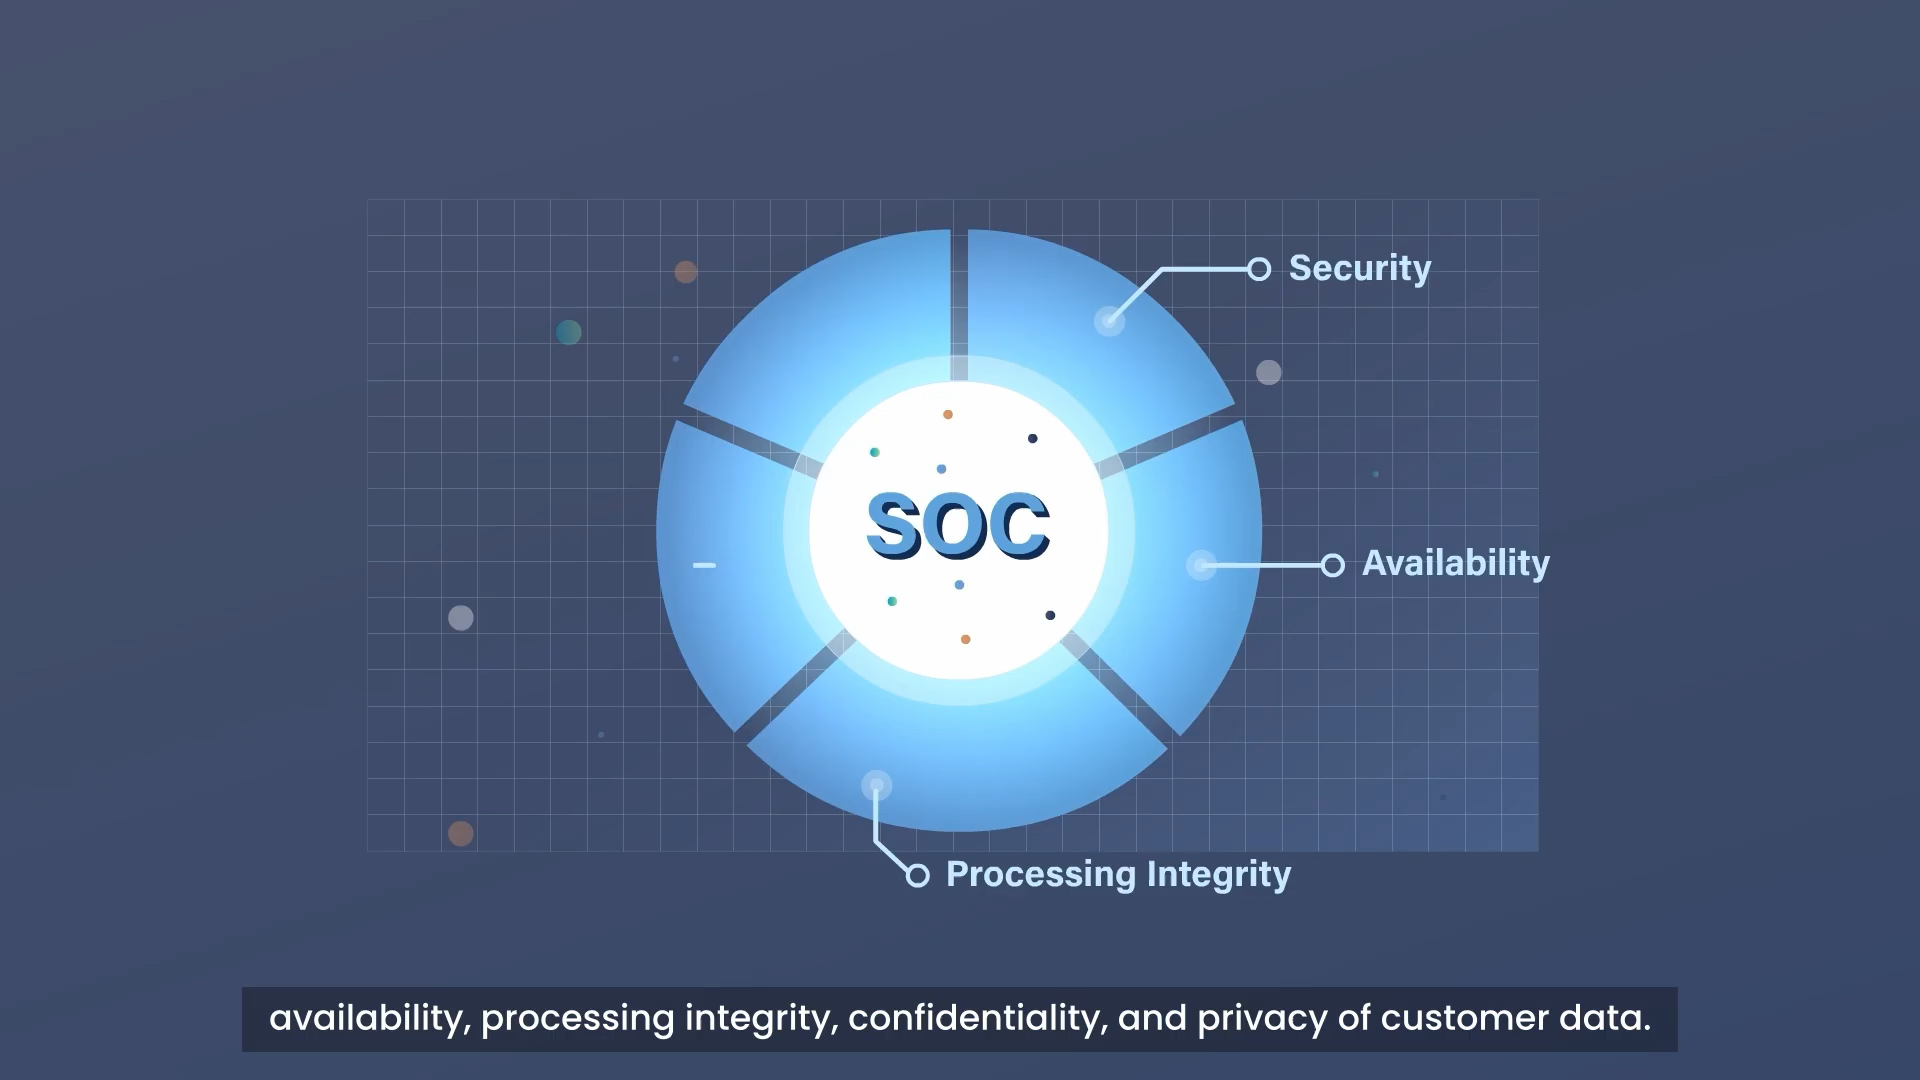 Security
SOC
Availability
Processing Integrity
availability, processing integrity, confidentiality, and privacy of customer data.